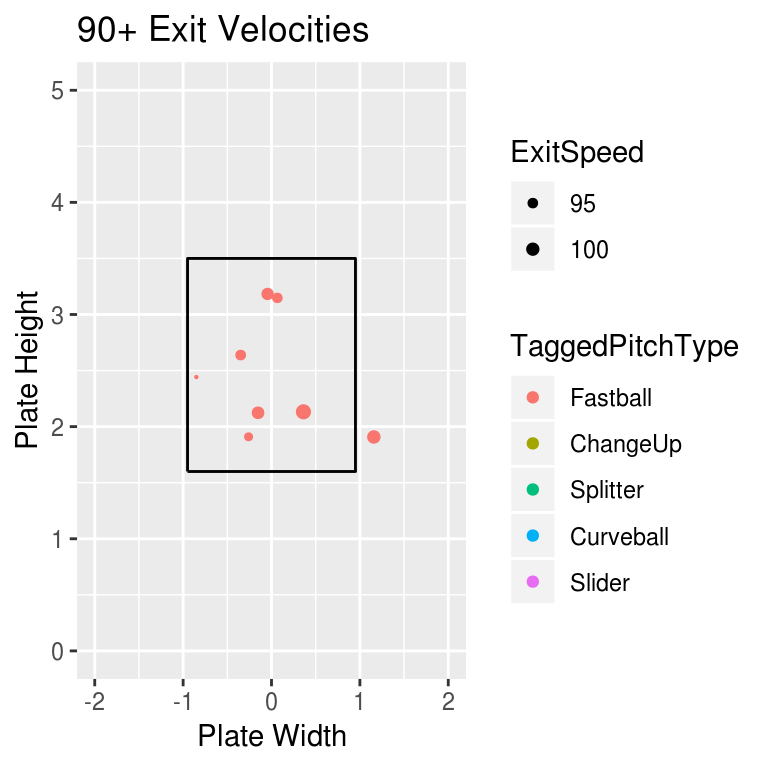 90+ Exit Velocities
5
4
3
2
1
0
-2 -1 0 1 2
Plate Height
Plate Width
ExitSpeed
95
100
TaggedPitchType
Fastball
ChangeUp
Splitter
Curveball
Slider